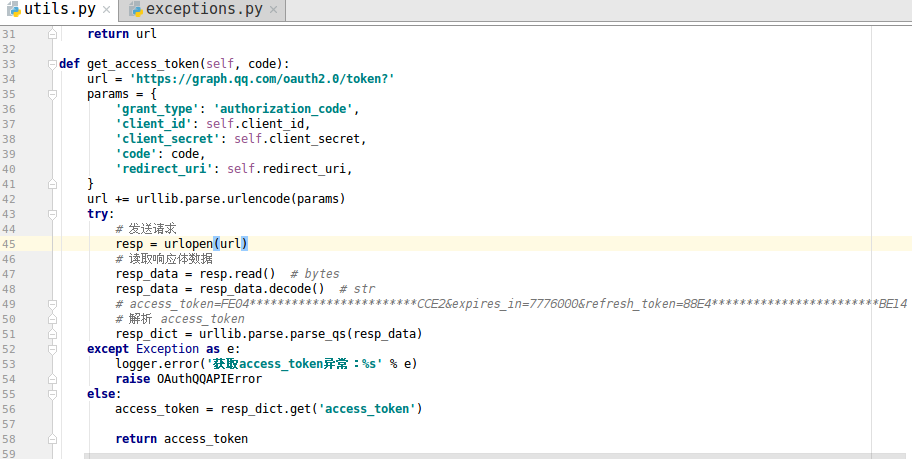 utils.py × exceptions.py ×
31 return url
32
33 def get_access_token(self, code):
34 url = 'https://graph.qq.com/oauth2.0/token?'
35 params = {
36 'grant_type': 'authorization_code',
37 'client_id': self.client_id,
38 'client_secret': self.client_secret,
39 'code': code,
40 'redirect_uri': self.redirect_uri,
41 }
42 url += urllib.parse.urlencode(params)
43 try:
44 # 发送请求
45 resp = urlopen(url)
46 # 读取响应体数据
47 resp_data = resp.read() # bytes
48 resp_data = resp_data.decode() # str
49 # access_token=FE04************************CCE2&expires_in=7776000&refresh_token=88E4************************BE14
50 # 解析 access_token
51 resp_dict = urllib.parse.parse_qs(resp_data)
52 except Exception as e:
53 logger.error('获取access_token异常：%s' % e)
54 raise OAuthQQAPIError
55 else:
56 access_token = resp_dict.get('access_token')
57
58 return access_token
59